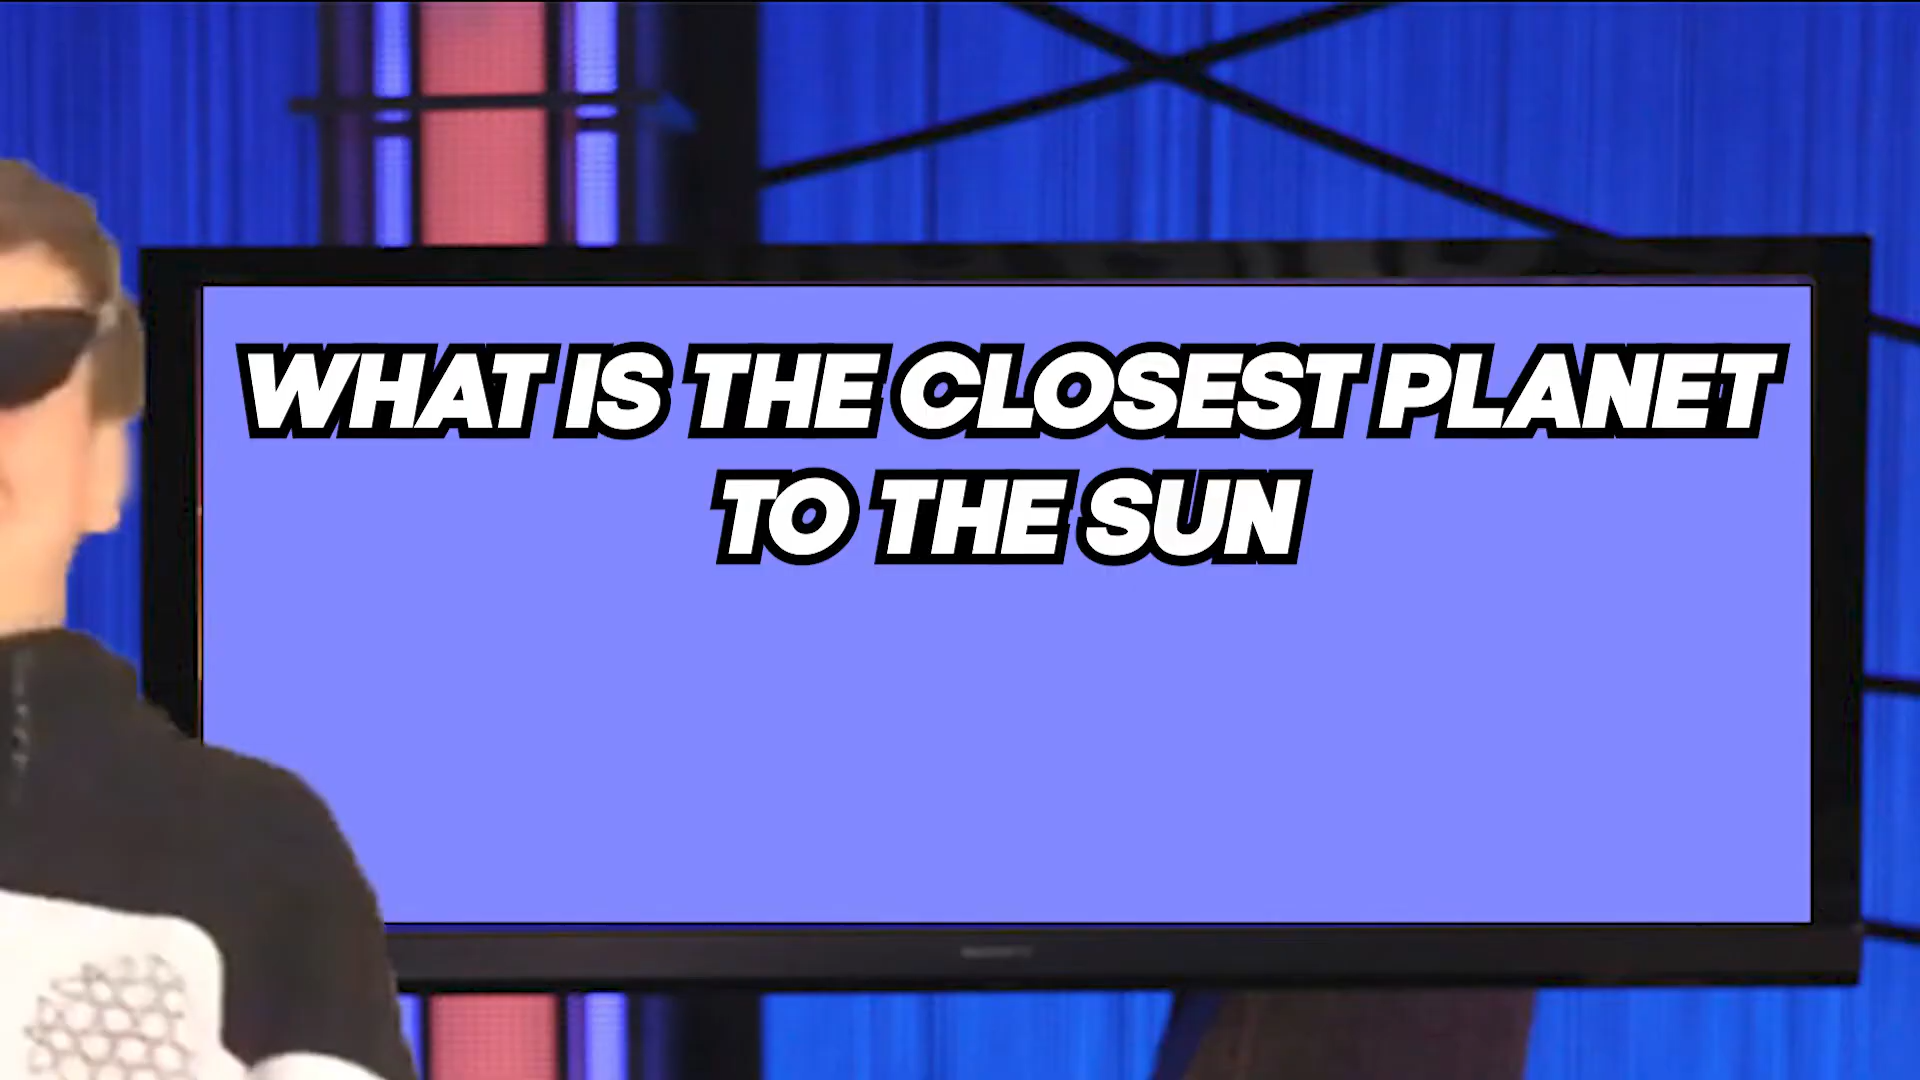 WHAT IS THE CLOSEST PLANET
TO THE SUN